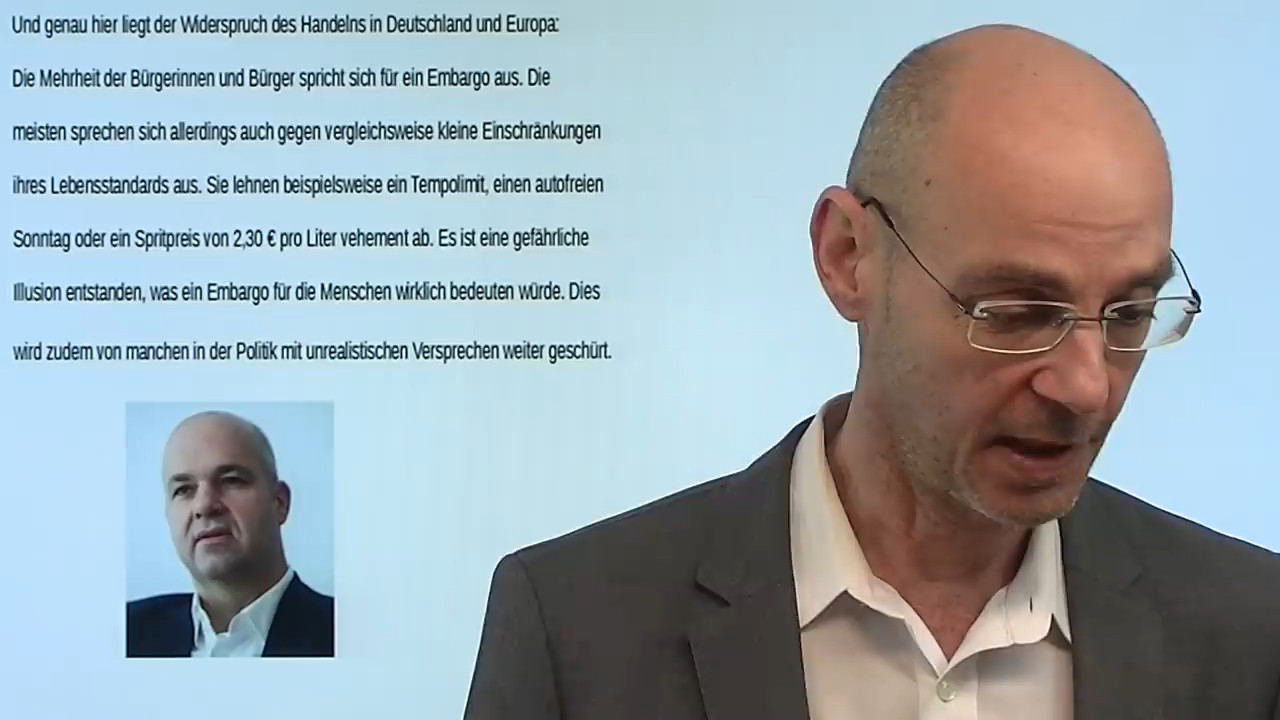 Und genau hier liegt der Widerspruch des Handelns in Deutschland und Europa:
Die Mehrheit der Bürgerinnen und Bürger spricht sich für ein Embargo aus. Die
meisten sprechen sich allerdings auch gegen vergleichsweise kleine Einschränkungen
ihres Lebensstandards aus. Sie lehnen beispielsweise ein Tempolimit, einen autofreien
Sonntag oder ein Spritpreis von 2,30 € pro Liter vehement ab. Es ist eine gefährliche
Illusion entstanden, was ein Embargo für die Menschen wirklich bedeuten würde. Dies
wird zudem von manchen in der Politik mit unrealistischen Versprechen weiter geschürt.